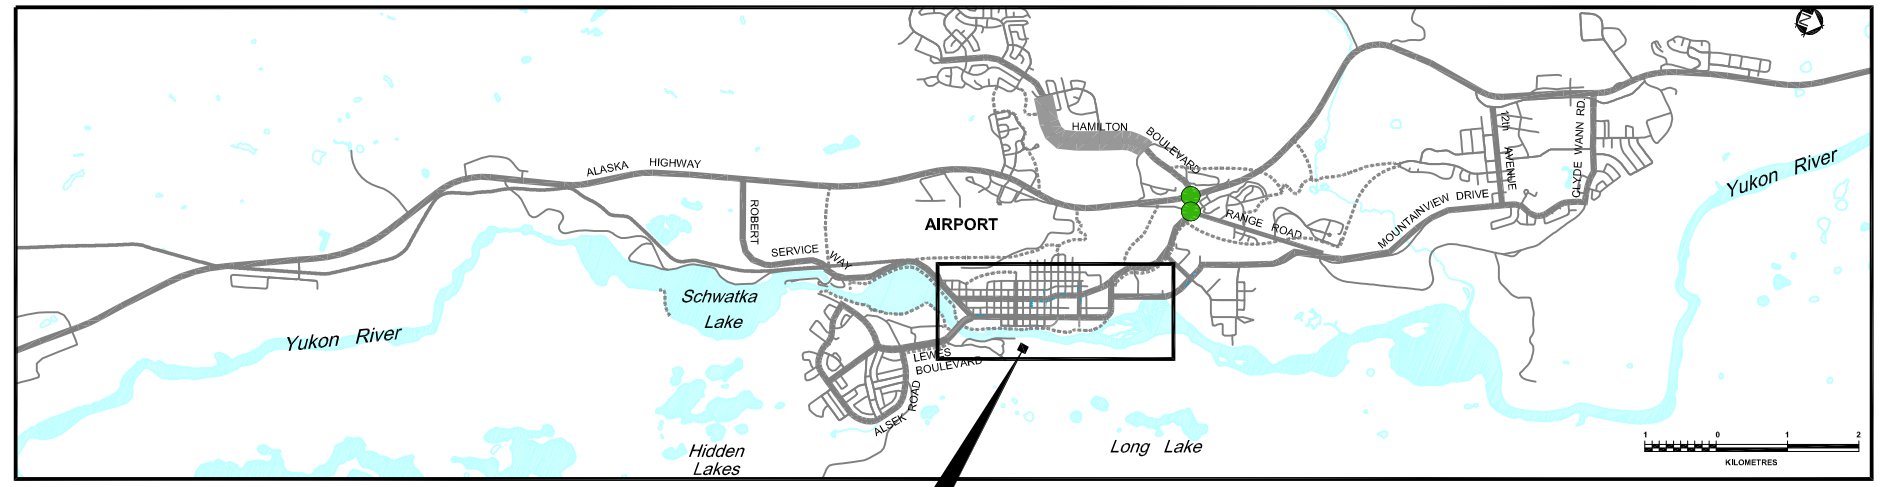 N
HAMILTON
BOULEVARD
ALASKA HIGHWAY
12th AVENUE
CLYDE WANN RD.
Yukon River
ROBERT
SERVICE
WAY
AIRPORT
RANGE ROAD
MOUNTAINVIEW DRIVE
Schwatka
Lake
Yukon River
LEWES
BOULEVARD
ALSEK ROAD
Hidden
Lakes
Long Lake
1 0 1 2
KILOMETRES